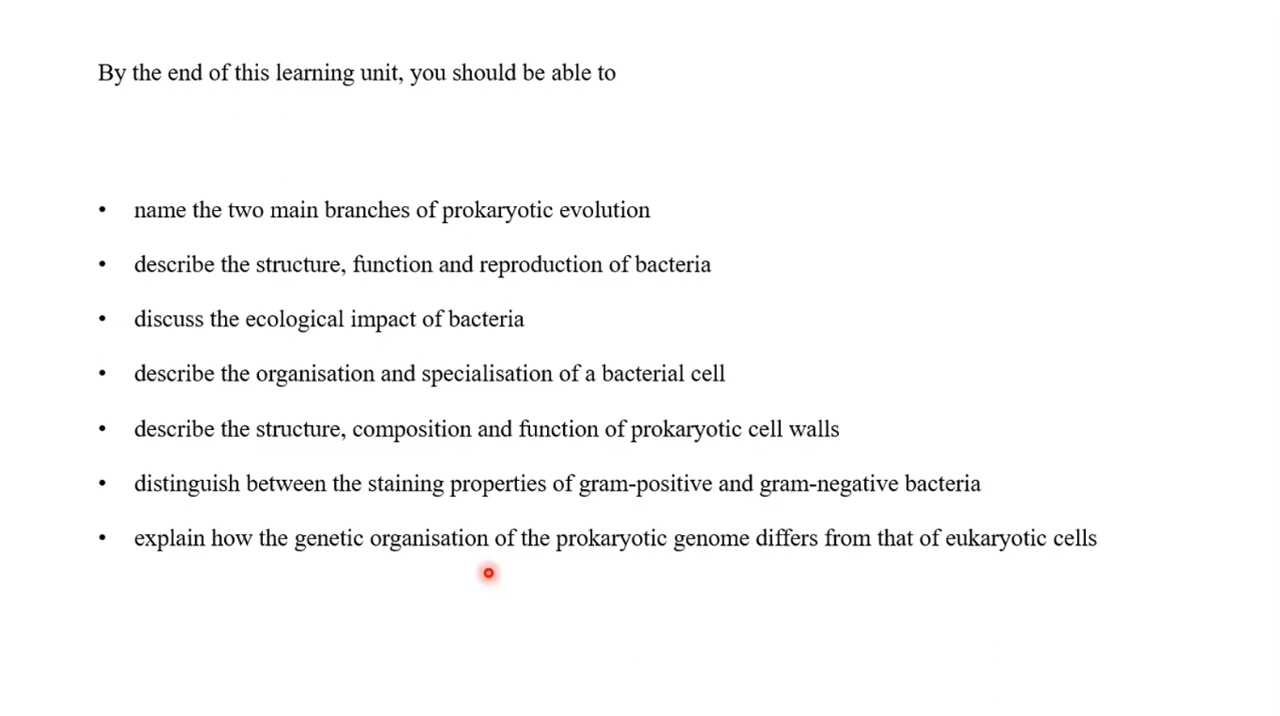 By the end of this learning unit, you should be able to
• name the two main branches of prokaryotic evolution
• describe the structure, function and reproduction of bacteria
• discuss the ecological impact of bacteria
• describe the organisation and specialisation of a bacterial cell
• describe the structure, composition and function of prokaryotic cell walls
• distinguish between the staining properties of gram-positive and gram-negative bacteria
• explain how the genetic organisation of the prokaryotic genome differs from that of eukaryotic cells